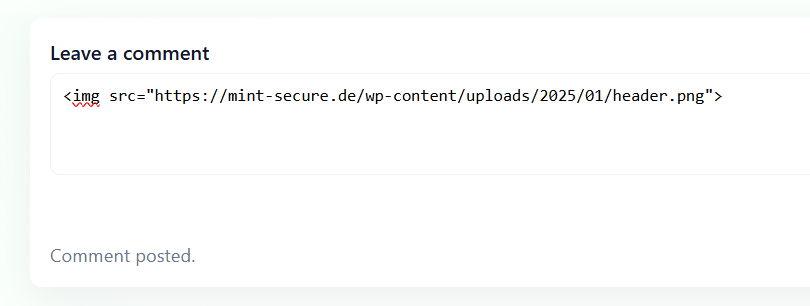 Leave a comment
<img src="https://mint-secure.de/wp-content/uploads/2025/01/header.png">
Comment posted.